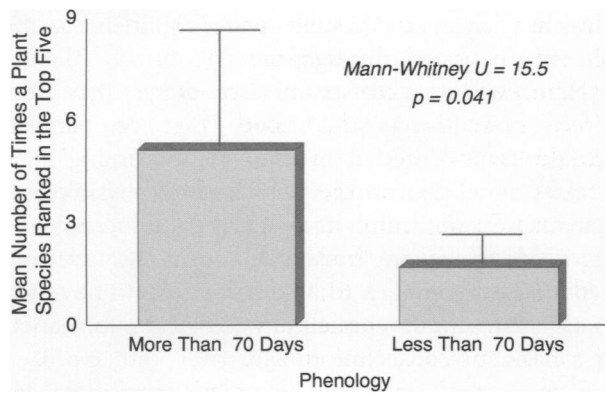 Mean Number of Times a Plant
Species Ranked in the Top Five
9
6
3
0
Mann-Whitney U = 15.5
p = 0.041
More Than 70 Days
Less Than 70 Days
Phenology